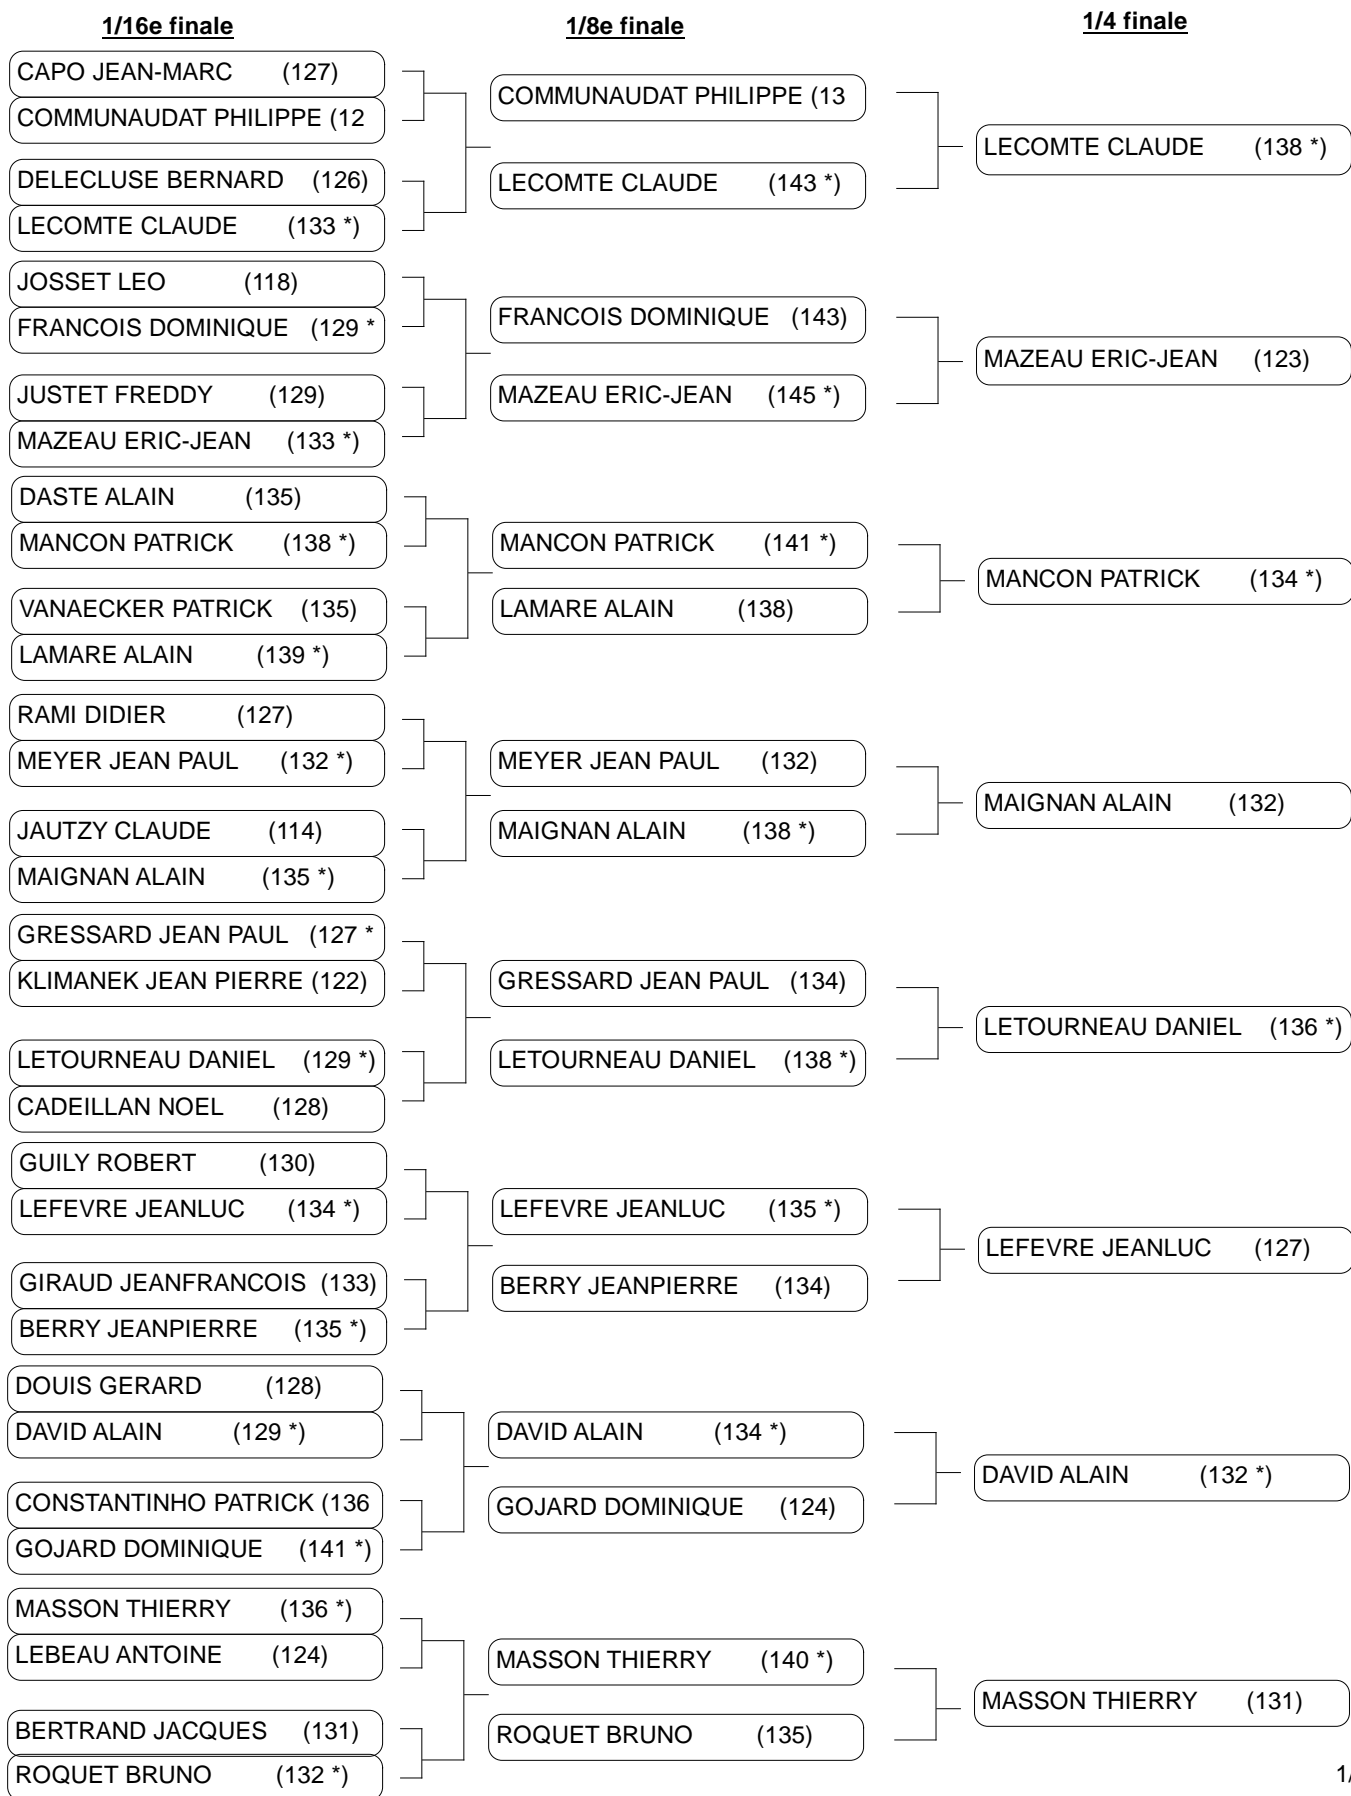 1/16e finale
CAPO JEAN-MARC (127)
COMMUNAUDAT PHILIPPE (12
DELECLUSE BERNARD (126)
LECOMTE CLAUDE (133 *)
JOSSET LEO (118)
FRANCOIS DOMINIQUE (129 *
JUSTET FREDDY (129)
MAZEAU ERIC-JEAN (133 *)
DASTE ALAIN (135)
MANCON PATRICK (138 *)
VANAECKER PATRICK (135)
LAMARE ALAIN (139 *)
RAMI DIDIER (127)
MEYER JEAN PAUL (132 *)
JAUTZY CLAUDE (114)
MAIGNAN ALAIN (135 *)
GRESSARD JEAN PAUL (127 *
KLIMANEK JEAN PIERRE (122)
LETOURNEAU DANIEL (129 *)
CADEILLAN NOEL (128)
GUILY ROBERT (130)
LEFEVRE JEANLUC (134 *)
GIRAUD JEANFRANCOIS (133)
BERRY JEANPIERRE (135 *)
DOUIS GERARD (128)
DAVID ALAIN (129 *)
CONSTANTINHO PATRICK (136
GOJARD DOMINIQUE (141 *)
MASSON THIERRY (136 *)
LEBEAU ANTOINE (124)
BERTRAND JACQUES (131)
ROQUET BRUNO (132 *)
1/8e finale
COMMUNAUDAT PHILIPPE (13
LECOMTE CLAUDE (143 *)
FRANCOIS DOMINIQUE (143)
MAZEAU ERIC-JEAN (145 *)
MANCON PATRICK (141 *)
LAMARE ALAIN (138)
MEYER JEAN PAUL (132)
MAIGNAN ALAIN (138 *)
GRESSARD JEAN PAUL (134)
LETOURNEAU DANIEL (138 *)
LEFEVRE JEANLUC (135 *)
BERRY JEANPIERRE (134)
DAVID ALAIN (134 *)
GOJARD DOMINIQUE (124)
MASSON THIERRY (140 *)
ROQUET BRUNO (135)
1/4 finale
LECOMTE CLAUDE (138 *)
MAZEAU ERIC-JEAN (123)
MANCON PATRICK (134 *)
MAIGNAN ALAIN (132)
LETOURNEAU DANIEL (136 *)
LEFEVRE JEANLUC (127)
DAVID ALAIN (132 *)
MASSON THIERRY (131)
1/